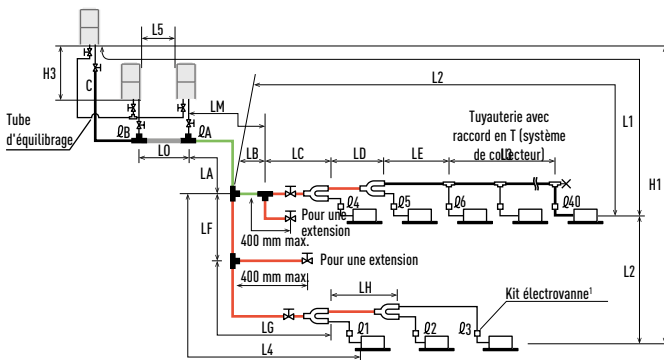 L5
L2
H3
C
LM
Tube
d'équilibrage
ℓB
ℓA
Tuyauterie avec
raccord en T (système
de collecteur)
L3
L1
H1
LO
LB
LC
LD
LE
LA
ℓ4
ℓ5
ℓ6
ℓ40
Pour une
extension
400 mm max.
LF
Pour une extension
400 mm max.
L2
LH
Kit électrovanne¹
LG
ℓ1
ℓ2
ℓ3
L4